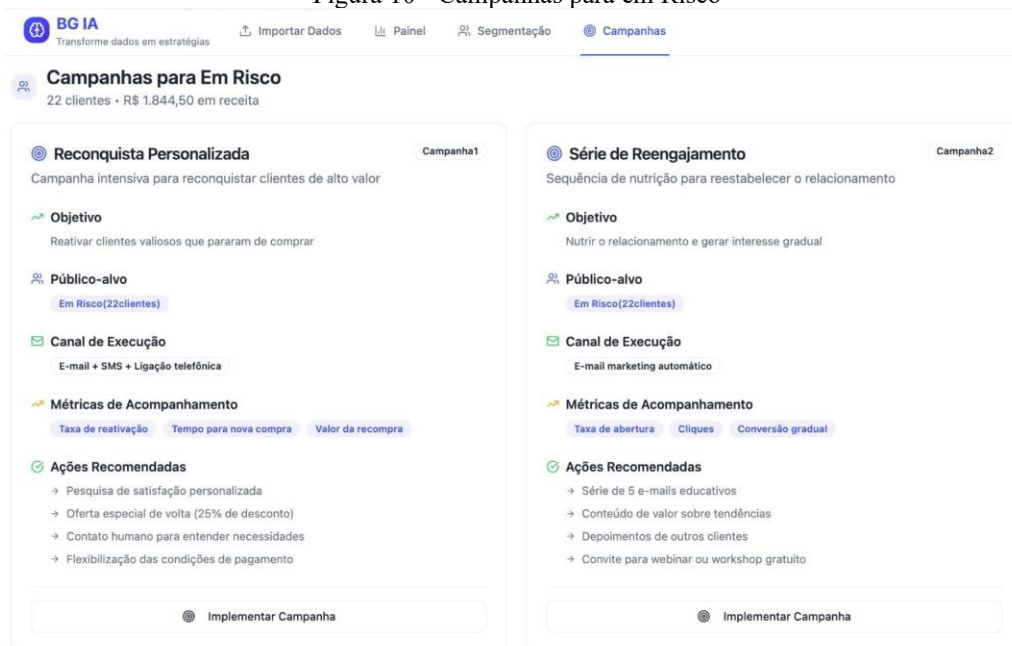 Figura 10 - Campanhas para em Risco
BG IA
Transforme dados em estratégias
Importar Dados
Painel
Segmentação
Campanhas
Campanhas para Em Risco
22 clientes • R$ 1.844,50 em receita
Reconquista Personalizada
Campanha1
Campanha intensiva para reconquistar clientes de alto valor
Objetivo
Reativar clientes valiosos que pararam de comprar
Público-alvo
Em Risco(22clientes)
Canal de Execução
E-mail + SMS + Ligação telefônica
Métricas de Acompanhamento
Taxa de reativação
Tempo para nova compra
Valor da recompra
Ações Recomendadas
→ Pesquisa de satisfação personalizada
→ Oferta especial de volta (25% de desconto)
→ Contato humano para entender necessidades
→ Flexibilização das condições de pagamento
Implementar Campanha
Série de Reengajamento
Campanha2
Sequência de nutrição para reestabelecer o relacionamento
Objetivo
Nutrir o relacionamento e gerar interesse gradual
Público-alvo
Em Risco(22clientes)
Canal de Execução
E-mail marketing automático
Métricas de Acompanhamento
Taxa de abertura
Cliques
Conversão gradual
Ações Recomendadas
→ Série de 5 e-mails educativos
→ Conteúdo de valor sobre tendências
→ Depoimentos de outros clientes
→ Convite para webinar ou workshop gratuito
Implementar Campanha